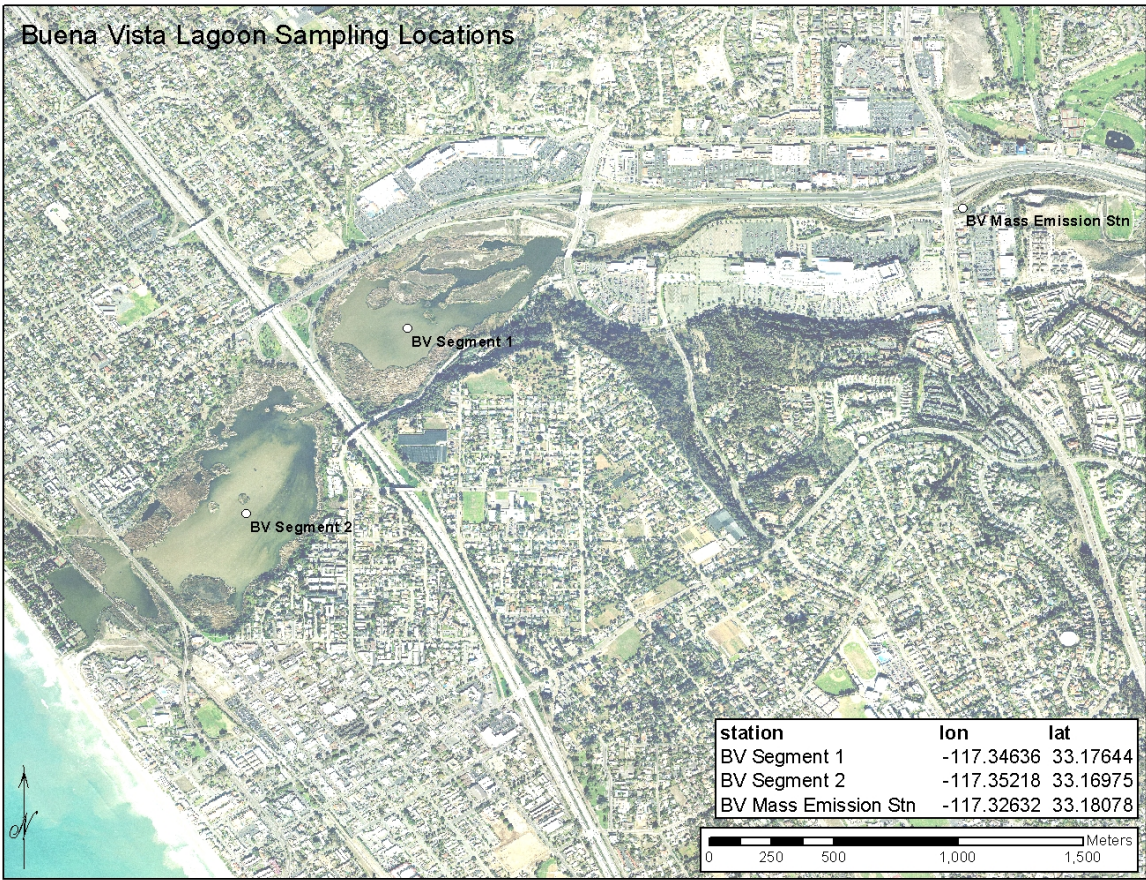 Buena Vista Lagoon Sampling Locations
BV Mass Emission Stn
BV Segment 1
BV Segment 2
station lon lat
BV Segment 1 -117.34636 33.17644
BV Segment 2 -117.35218 33.16975
BV Mass Emission Stn -117.32632 33.18078
Meters
0 250 500 1,000 1,500
N